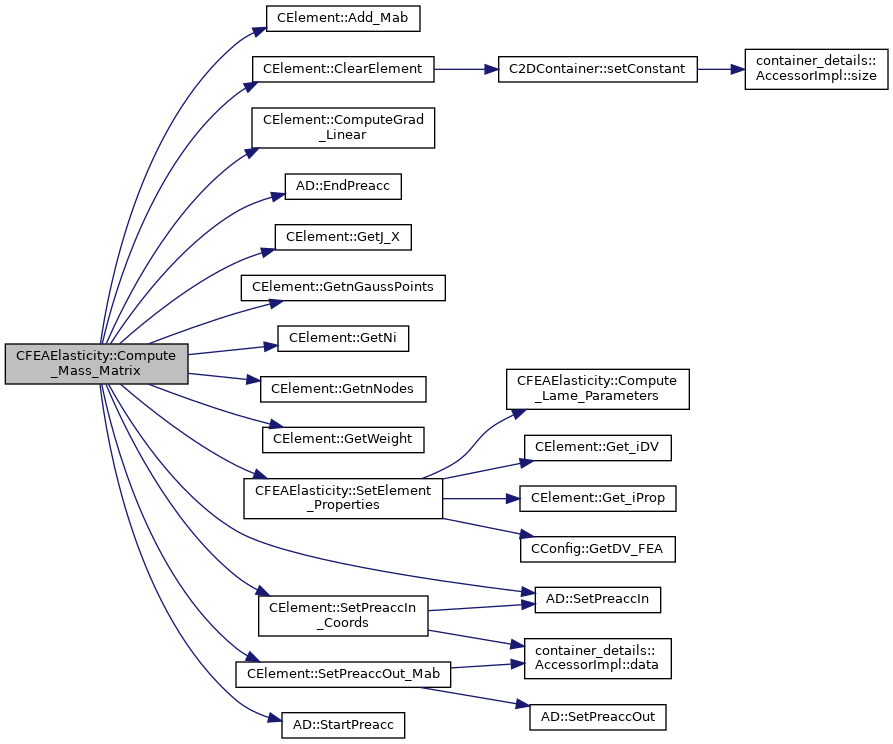 CElement::Add_Mab
CElement::ClearElement
C2DContainer::setConstant
container_details::
AccessorImpl::size
CElement::ComputeGrad
_Linear
AD::EndPreacc
CElement::GetJ_X
CElement::GetnGaussPoints
CElement::GetNi
CFEAElasticity::Compute
_Mass_Matrix
CElement::GetnNodes
CFEAElasticity::Compute
_Lame_Parameters
CElement::GetWeight
CElement::Get_iDV
CFEAElasticity::SetElement
_Properties
CElement::Get_iProp
CConfig::GetDV_FEA
AD::SetPreaccIn
CElement::SetPreaccIn
_Coords
container_details::
AccessorImpl::data
CElement::SetPreaccOut_Mab
AD::SetPreaccOut
AD::StartPreacc